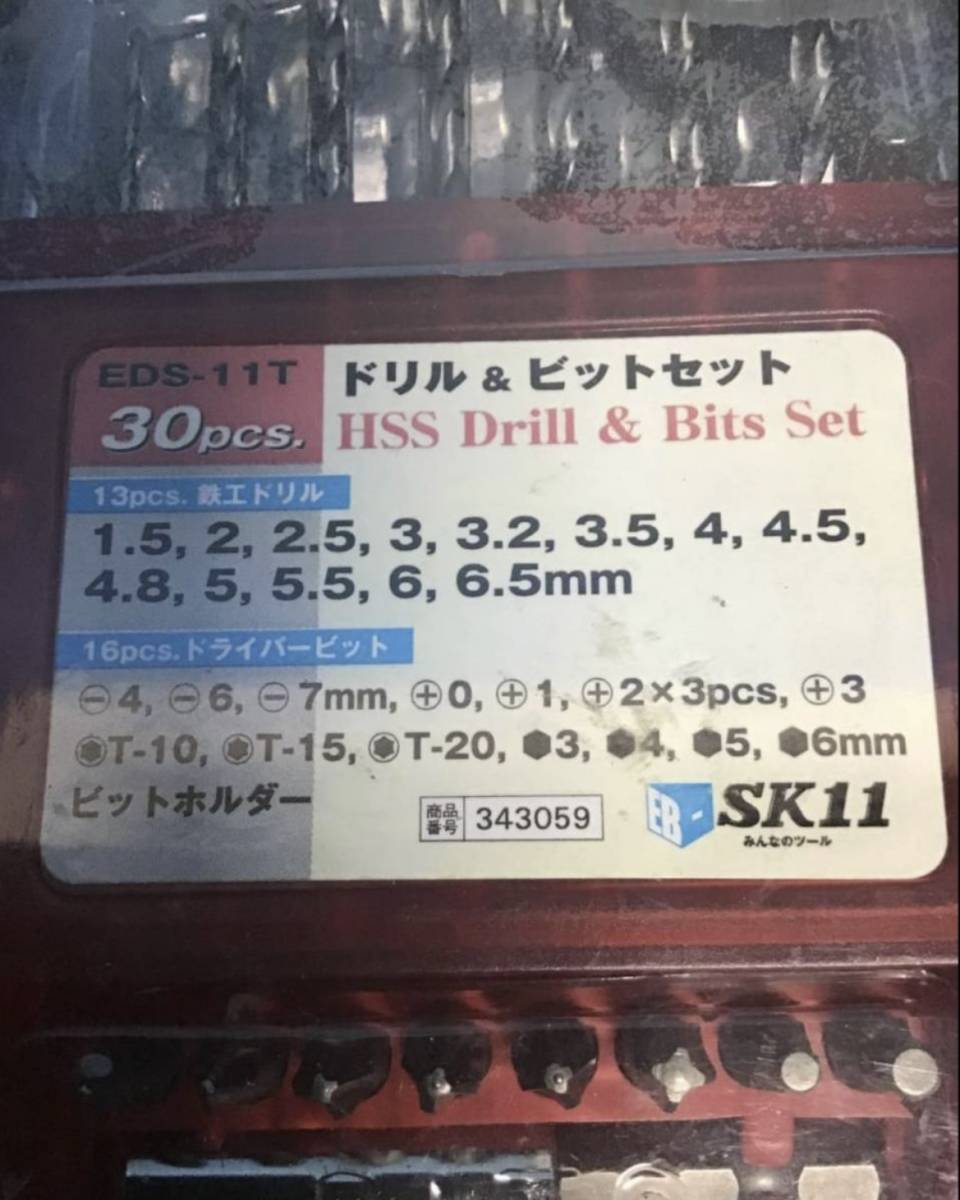 EDS-11T
30pcs.
ドリル & ビットセット
HSS Drill & Bits Set
13pcs. 鉄工ドリル
1.5, 2, 2.5, 3, 3.2, 3.5, 4, 4.5,
4.8, 5, 5.5, 6, 6.5mm
16pcs.ドライバービット
⊖4, ⊖6, ⊖7mm, ⊕0, ⊕1, ⊕2×3pcs, ⊕3
T-10, T-15, T-20, ⬢3, ⬢4, ⬢5, ⬢6mm
ビットホルダー
商品
番号
343059
EB-SK11
みんなのツール